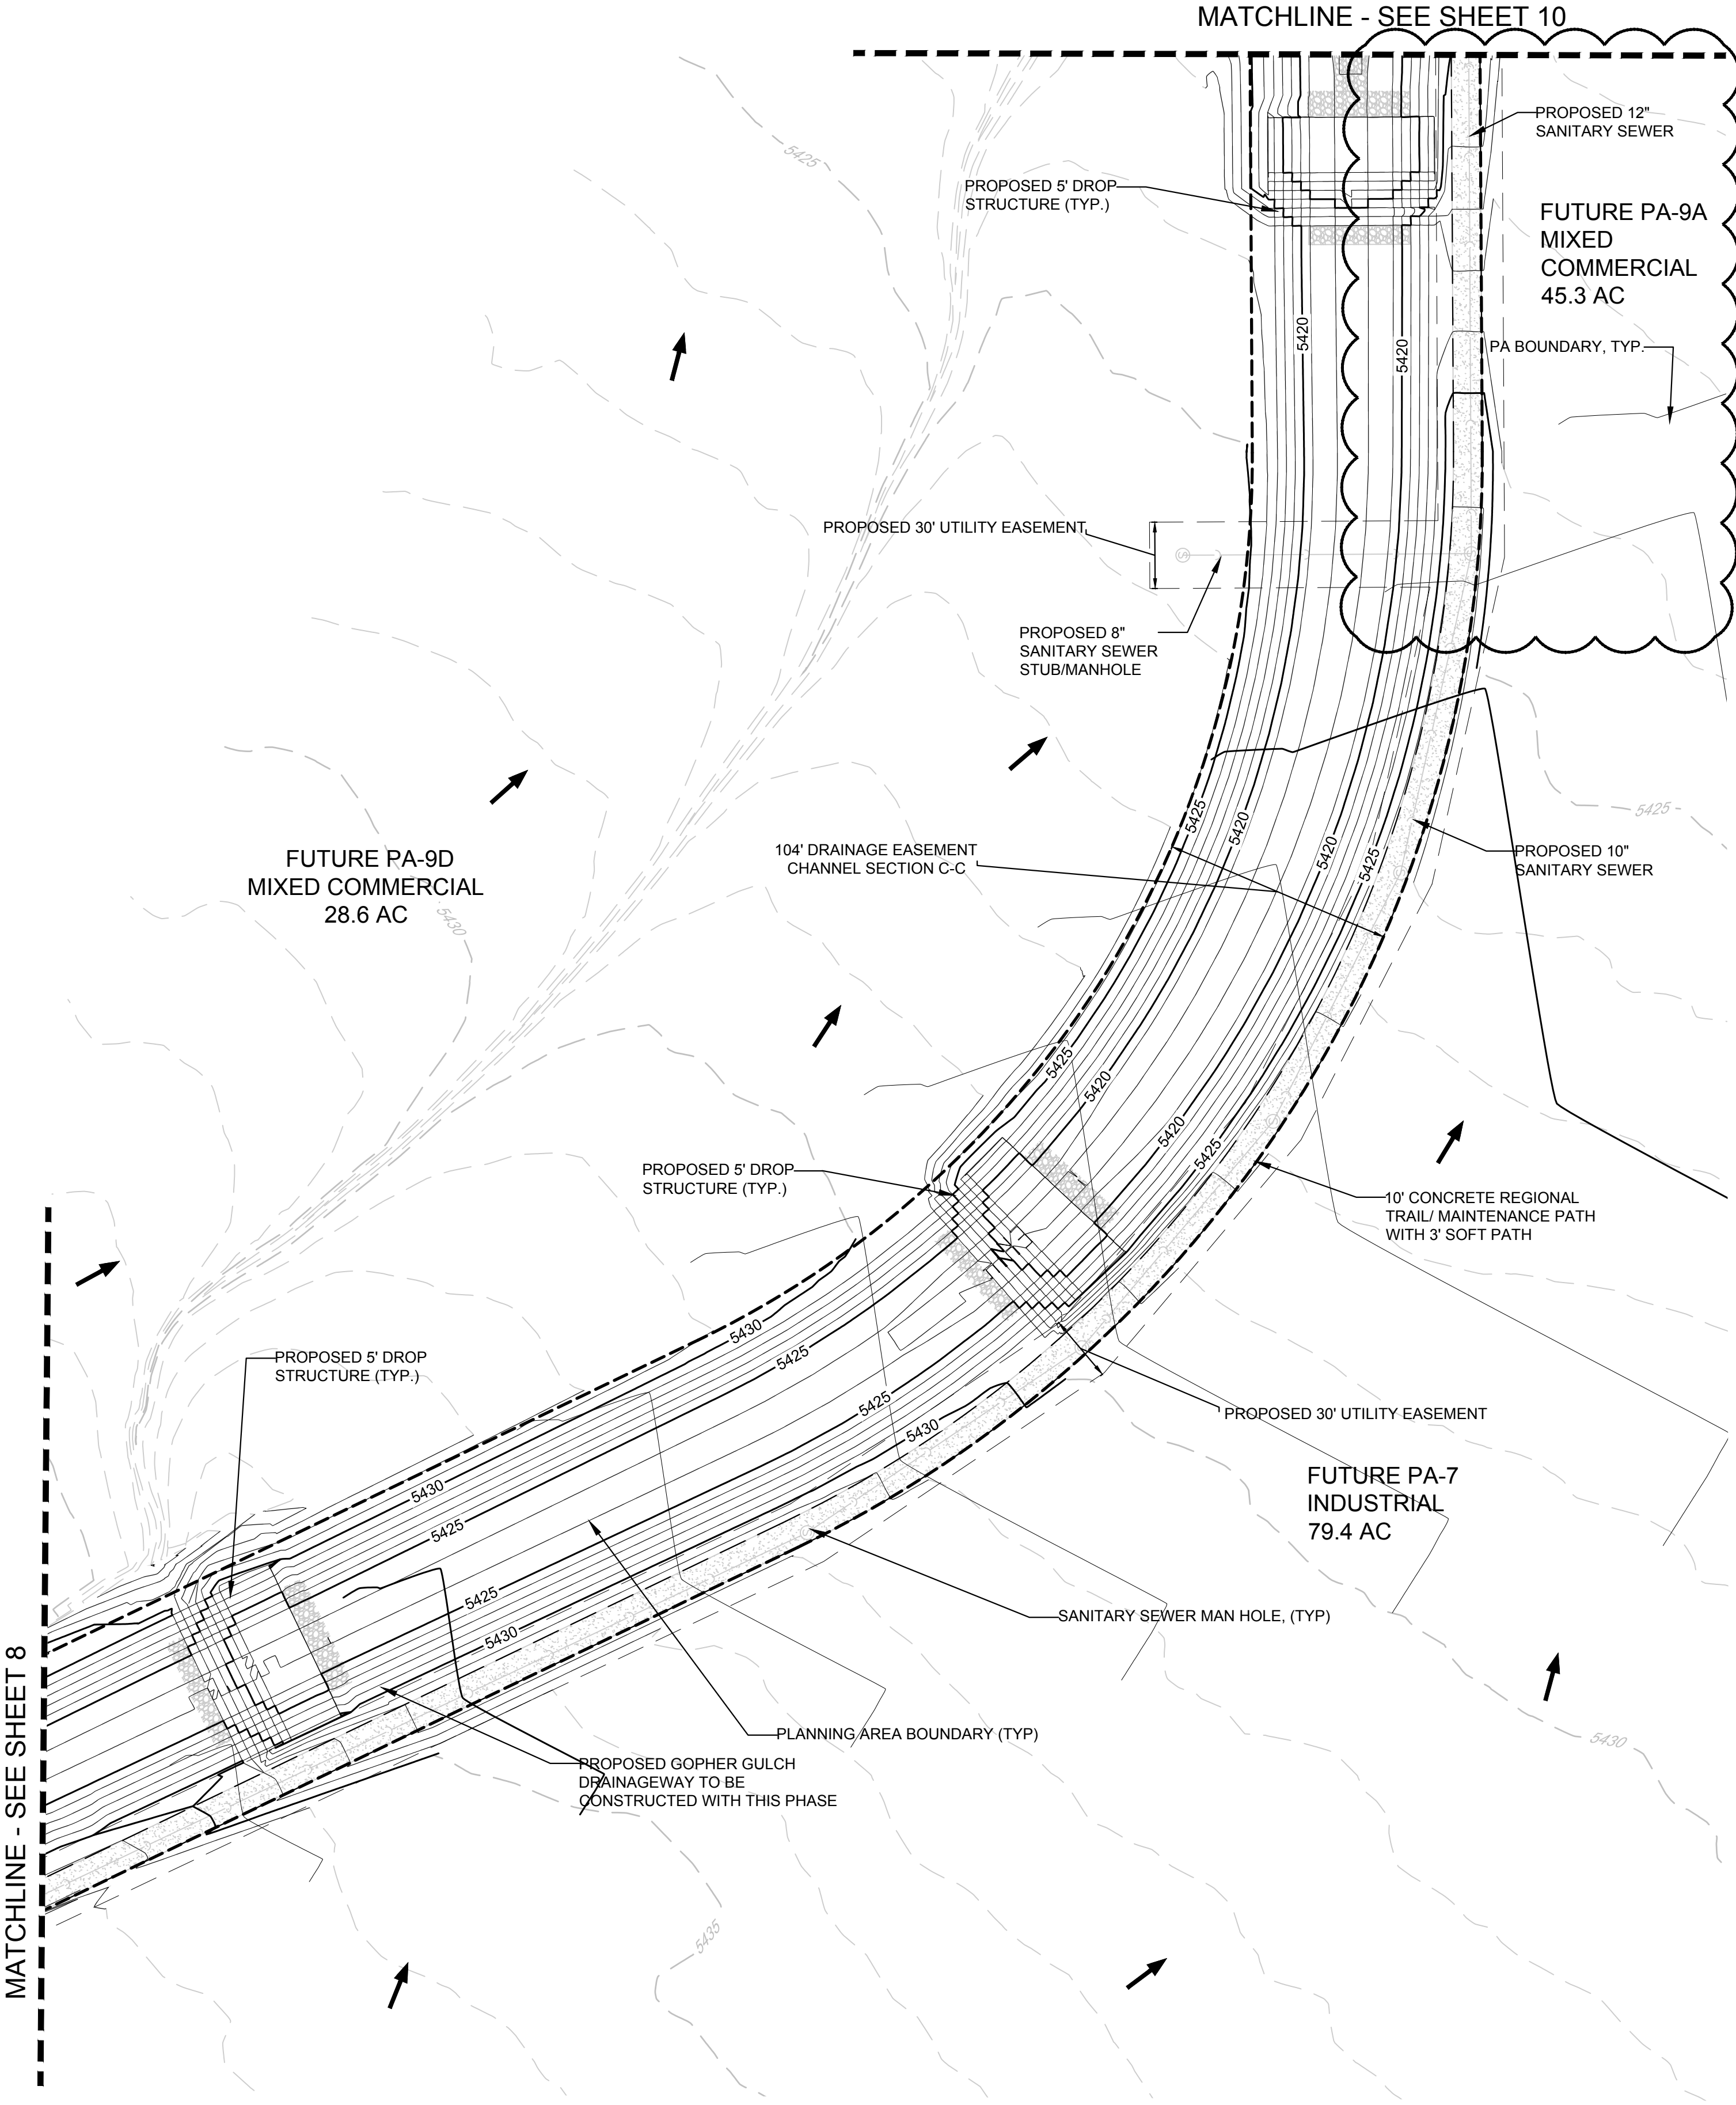 MATCHLINE - SEE SHEET 10
PROPOSED 12"
SANITARY SEWER
5425
PROPOSED 5' DROP
STRUCTURE (TYP.)
FUTURE PA-9A
MIXED
COMMERCIAL
45.3 AC
5420
5420
PA BOUNDARY, TYP.
PROPOSED 30' UTILITY EASEMENT
PROPOSED 8"
SANITARY SEWER
STUB/MANHOLE
5425
5425
5420
5420
5425
104' DRAINAGE EASEMENT
CHANNEL SECTION C-C
PROPOSED 10"
SANITARY SEWER
FUTURE PA-9D
MIXED COMMERCIAL
28.6 AC
5430
5425
5420
5420
5425
PROPOSED 5' DROP
STRUCTURE (TYP.)
10' CONCRETE REGIONAL
TRAIL/ MAINTENANCE PATH
WITH 3' SOFT PATH
5430
5425
PROPOSED 5' DROP
STRUCTURE (TYP.)
5425
5430
PROPOSED 30' UTILITY EASEMENT
FUTURE PA-7
INDUSTRIAL
79.4 AC
5430
5425
5425
5430
SANITARY SEWER MAN HOLE, (TYP)
PLANNING AREA BOUNDARY (TYP)
5430
PROPOSED GOPHER GULCH
DRAINAGEWAY TO BE
CONSTRUCTED WITH THIS PHASE
MATCHLINE - SEE SHEET 8
5435